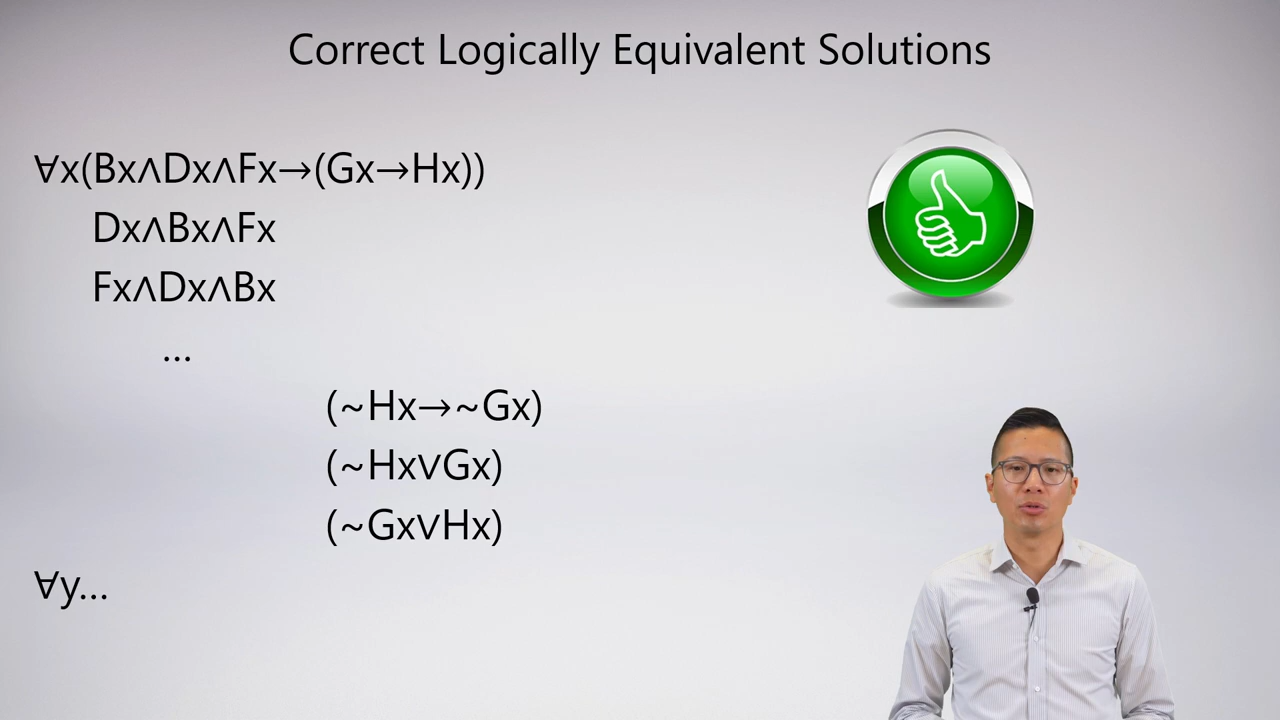 Correct Logically Equivalent Solutions
∀x(Bx∧Dx∧Fx→(Gx→Hx))
Dx∧Bx∧Fx
Fx∧Dx∧Bx
...
(~Hx→~Gx)
(~Hx∨Gx)
(~Gx∨Hx)
∀y...